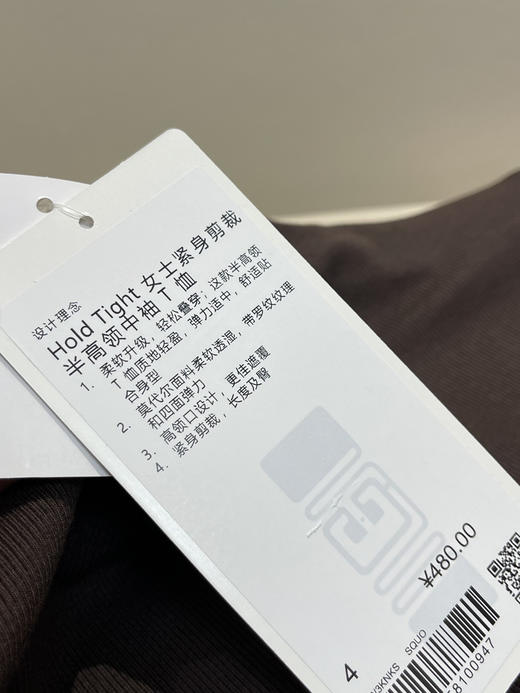 设计理念
Hold Tight 女士紧身剪裁
半高领中袖 T 恤
1. 柔软升级，轻松叠穿；这款半高领
T 恤质地轻盈，弹力适中，舒适贴
合身型
2. 莫代尔面料柔软透湿，带罗纹纹理
和四面弹力
3. 高领口设计，更佳遮覆
4. 紧身剪裁，长度及臀
¥480.00
4
3KNKS SQUO
8100947